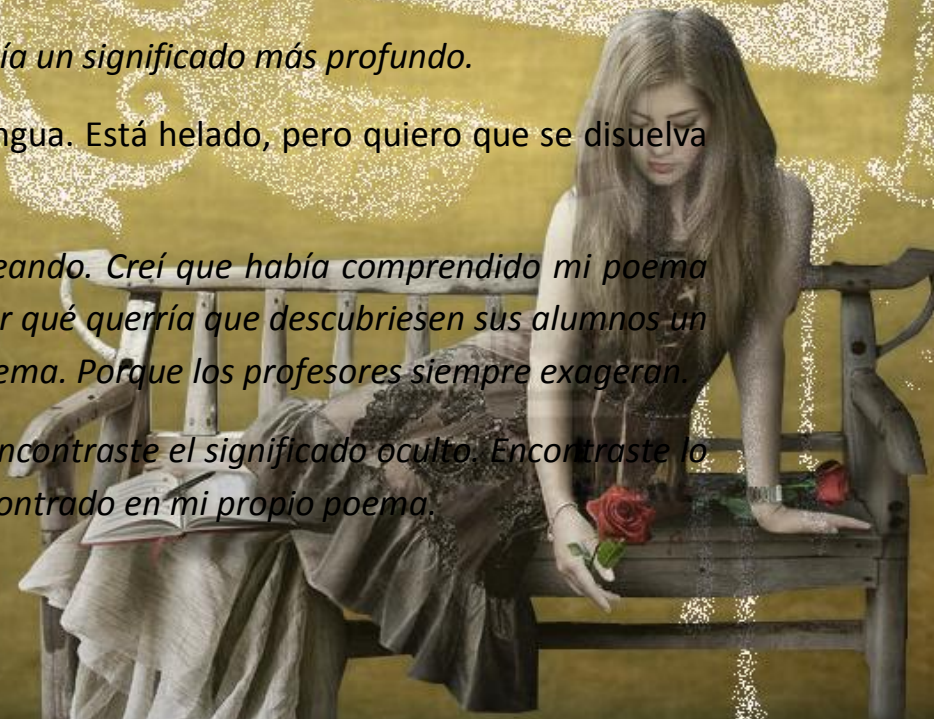 ía un significado más profundo.
ngua. Está helado, pero quiero que se disuelva
eando. Creí que había comprendido mi poema
r qué querría que descubriesen sus alumnos un
ema. Porque los profesores siempre exageran.
ncontraste el significado oculto. Encontraste lo
ontrado en mi propio poema.